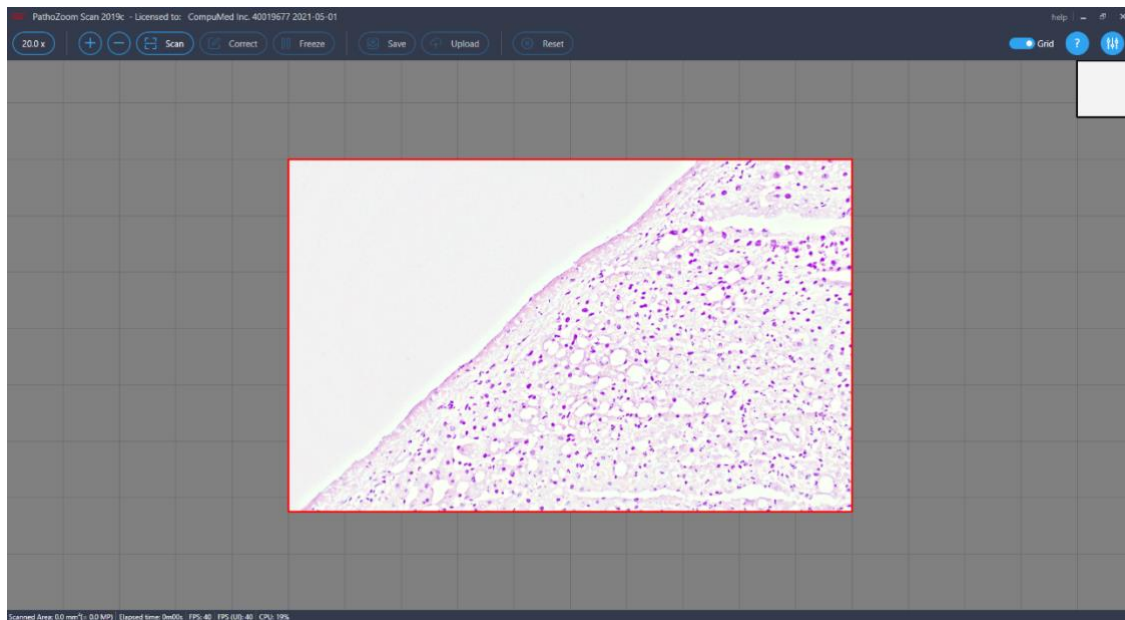 PathoZoom Scan 2019c - Licensed to: CompuMed Inc. 40019677 2021-05-01 help
20.0 x Scan Correct Freeze Save Upload Reset Grid ?
Scanned Area: 0.0 mm² (= 0.0 MP) Elapsed time: 0m00s FPS: 40 FPS (UI): 40 CPU: 19%